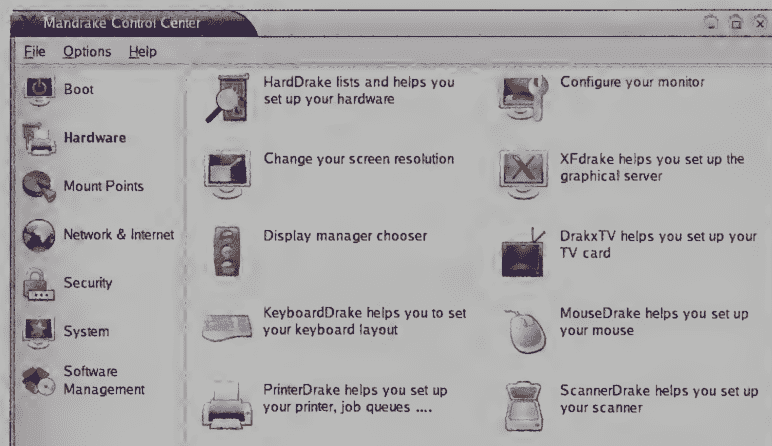 Mandrake Control Center
File Options Help
Boot
Hardware
Mount Points
Network & Internet
Security
System
Software
Management
HardDrake lists and helps you
set up your hardware
Configure your monitor
Change your screen resolution
XFdrake helps you set up the
graphical server
Display manager chooser
DrakxTV helps you set up your
TV card
KeyboardDrake helps you to set
your keyboard layout
MouseDrake helps you set up
your mouse
PrinterDrake helps you set up
your printer, job queues ....
ScannerDrake helps you set up
your scanner